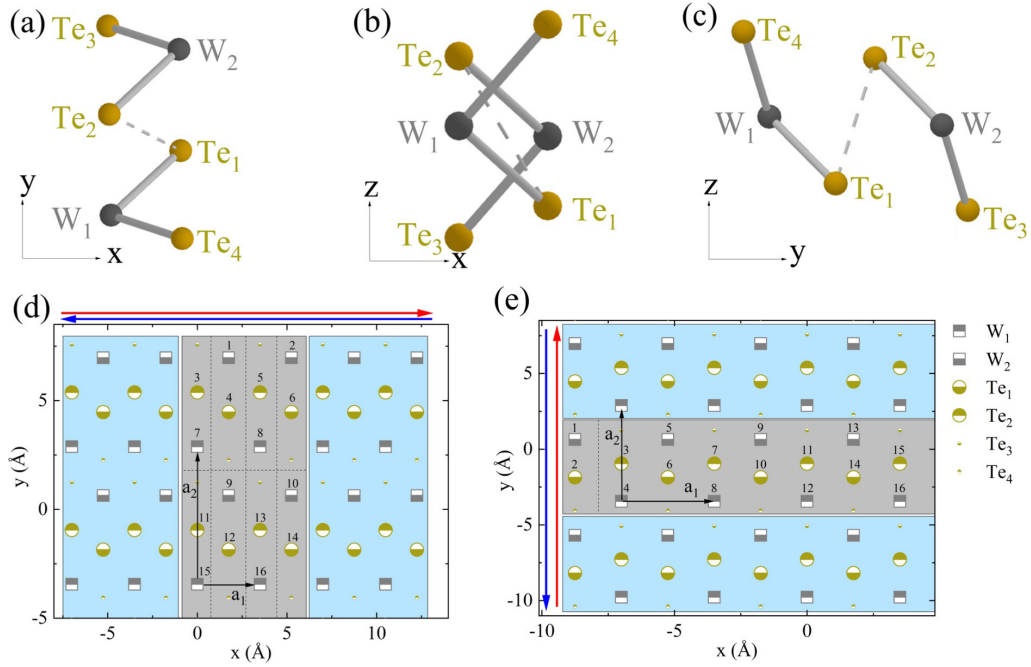 (a)
Te3
W2
Te2
Te1
W1
Te4
y
x
(b)
Te4
Te2
W1
W2
Te1
Te3
z
x
(c)
Te4
Te2
W1
W2
Te1
Te3
z
y
(d)
5
0
-5
y (Å)
-5
0
5
10
x (Å)
1
2
3
5
4
6
7
8
a2
9
10
11
13
12
14
15
16
a1
(e)
5
0
-5
-10
y (Å)
-10
-5
0
x (Å)
1
5
9
13
a2
3
7
11
15
2
6
10
14
4
a1
8
12
16
W1
W2
Te1
Te2
Te3
Te4